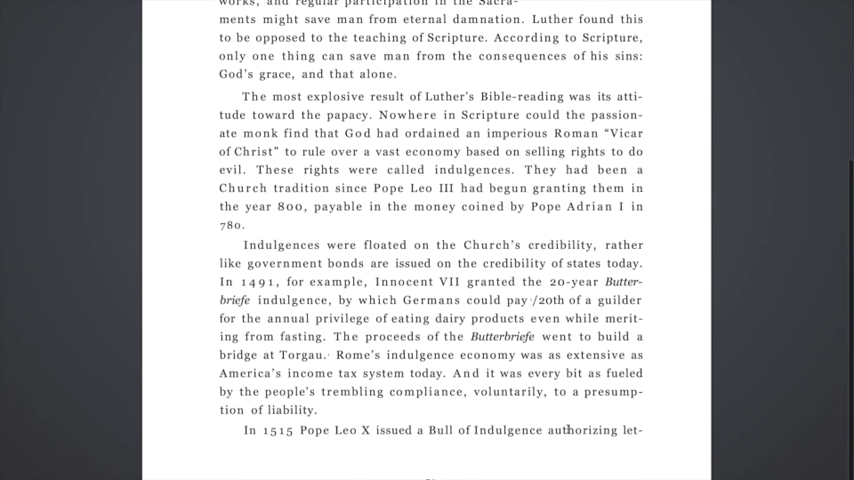 works, and regular participation in the Sacra-
ments might save man from eternal damnation. Luther found this
to be opposed to the teaching of Scripture. According to Scripture,
only one thing can save man from the consequences of his sins:
God's grace, and that alone.
The most explosive result of Luther's Bible-reading was its atti-
tude toward the papacy. Nowhere in Scripture could the passion-
ate monk find that God had ordained an imperious Roman “Vicar
of Christ” to rule over a vast economy based on selling rights to do
evil. These rights were called indulgences. They had been a
Church tradition since Pope Leo III had begun granting them in
the year 800, payable in the money coined by Pope Adrian I in
780.
Indulgences were floated on the Church's credibility, rather
like government bonds are issued on the credibility of states today.
In 1491, for example, Innocent VII granted the 20-year Butter-
briefe indulgence, by which Germans could pay /20th of a guilder
for the annual privilege of eating dairy products even while merit-
ing from fasting. The proceeds of the Butterbriefe went to build a
bridge at Torgau. Rome's indulgence economy was as extensive as
America's income tax system today. And it was every bit as fueled
by the people's trembling compliance, voluntarily, to a presump-
tion of liability.
In 1515 Pope Leo X issued a Bull of Indulgence authorizing let-